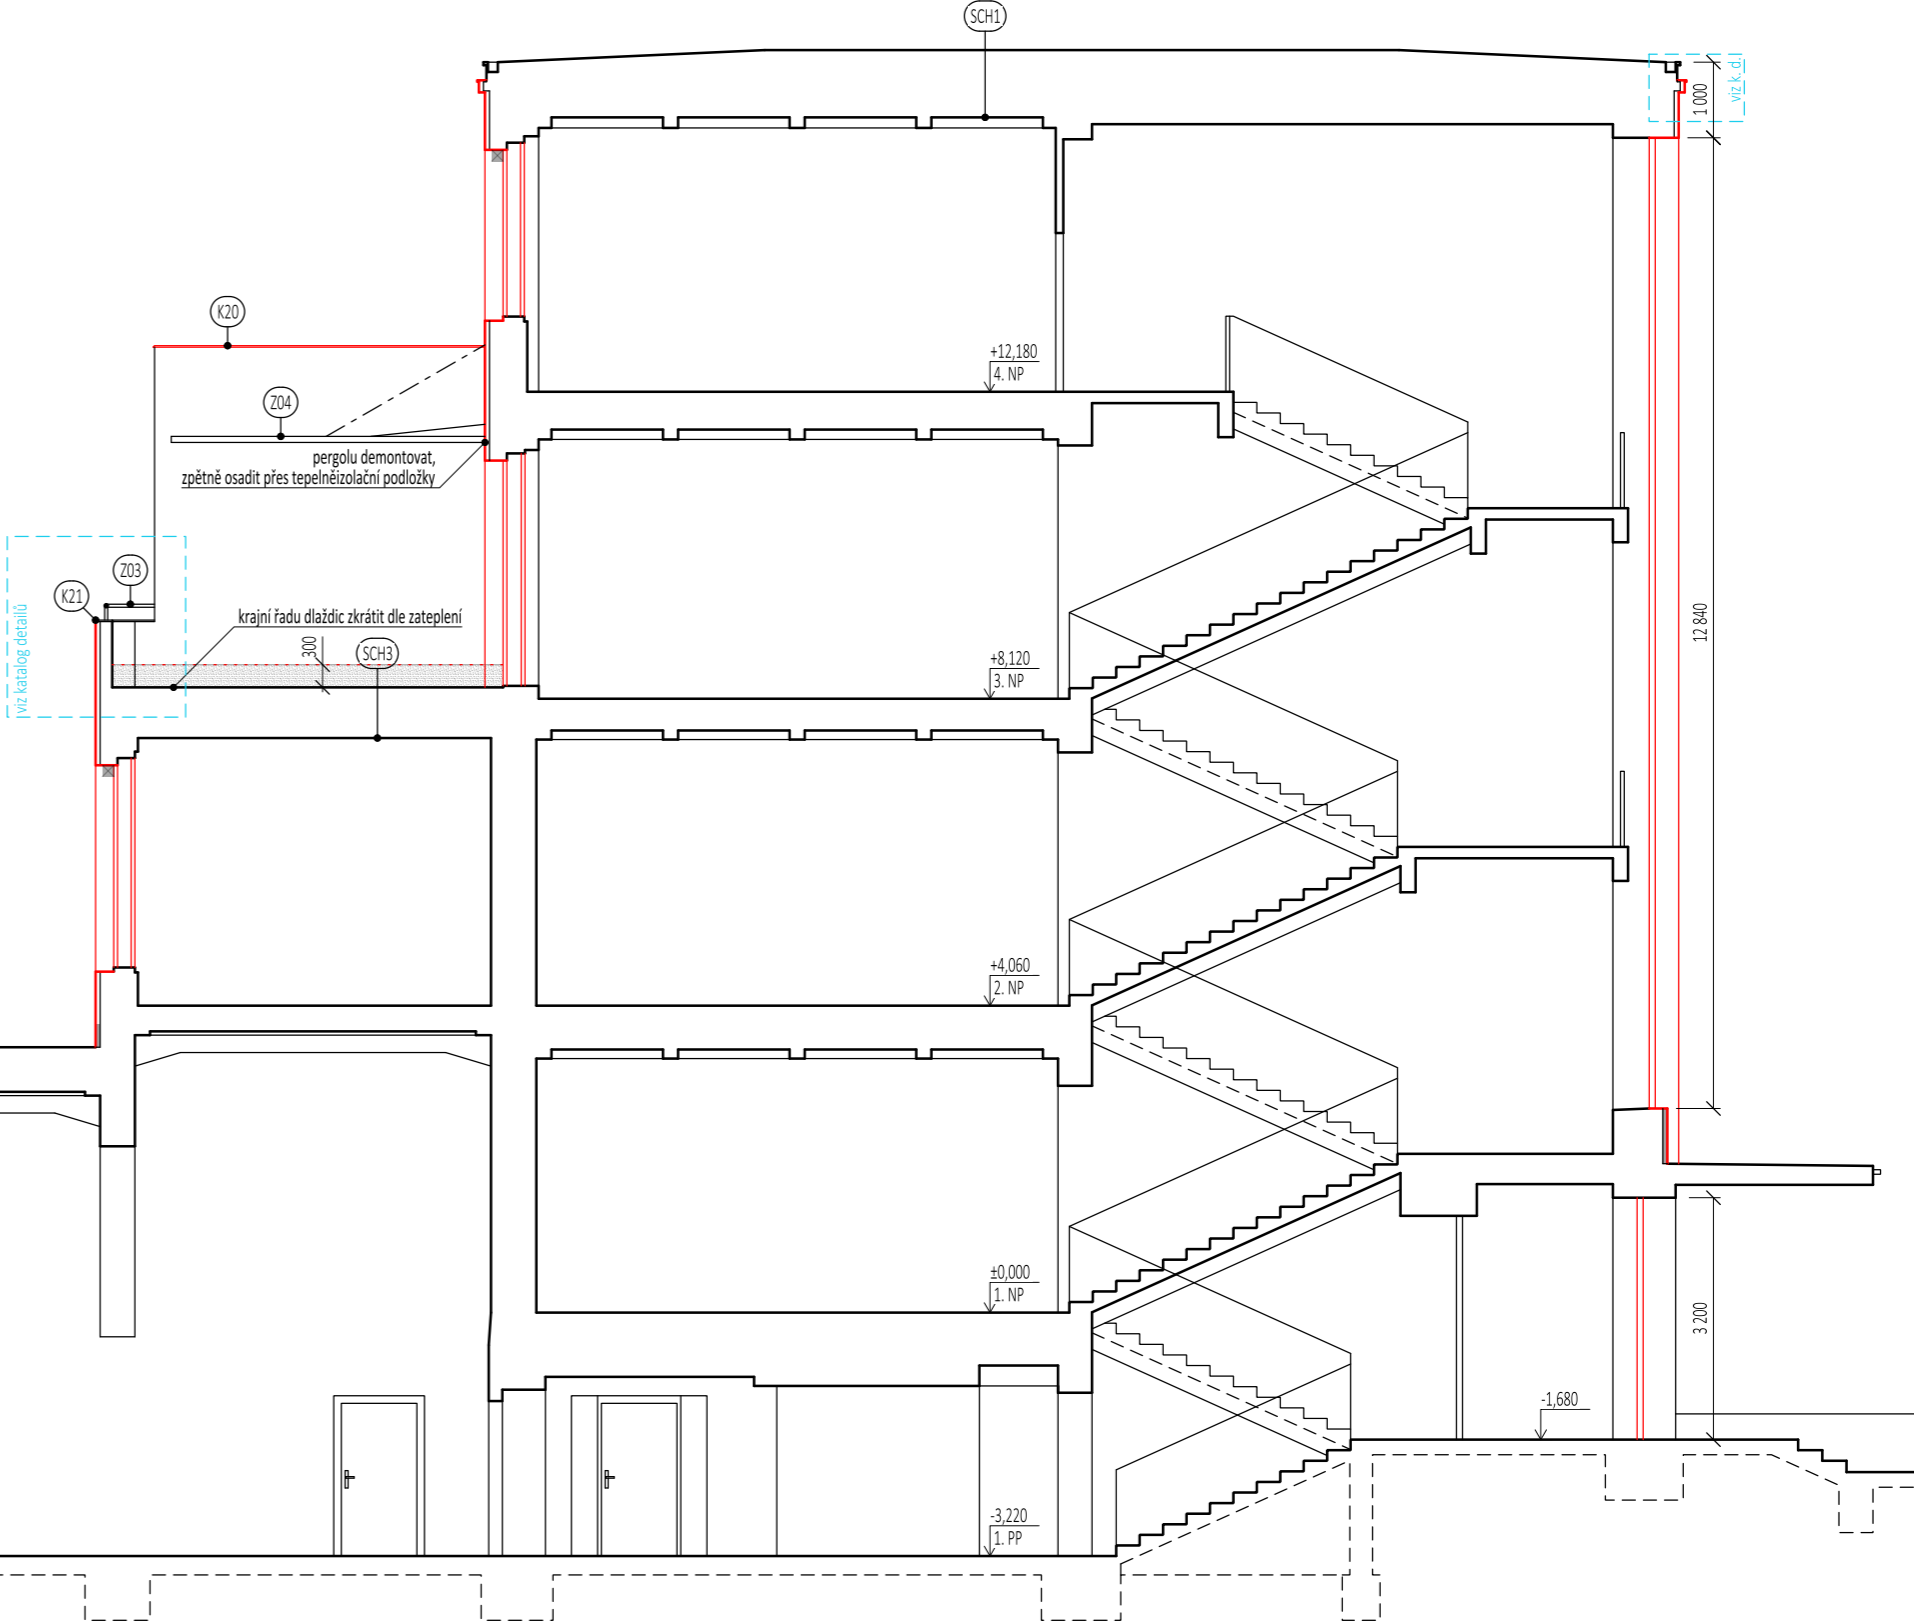 SCH1
viz k. d.
1 000
K20
+12,180
4. NP
Z04
pergolu demontovat,
zpětně osadit přes tepelněizolační podložky
Z03
K21
viz katalog detailů
krajní řadu dlaždic zkrátit dle zateplení
300
SCH3
12 840
+8,120
3. NP
+4,060
2. NP
±0,000
1. NP
3 200
-1,680
-3,220
1. PP